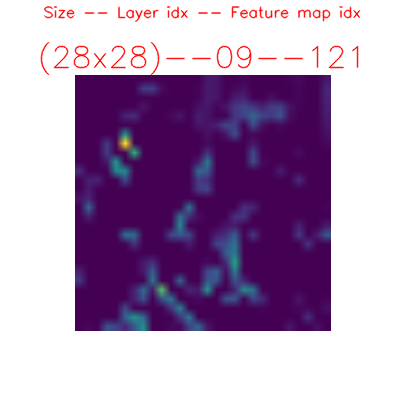 Size -- Layer idx -- Feature map idx
(28x28)--09--121